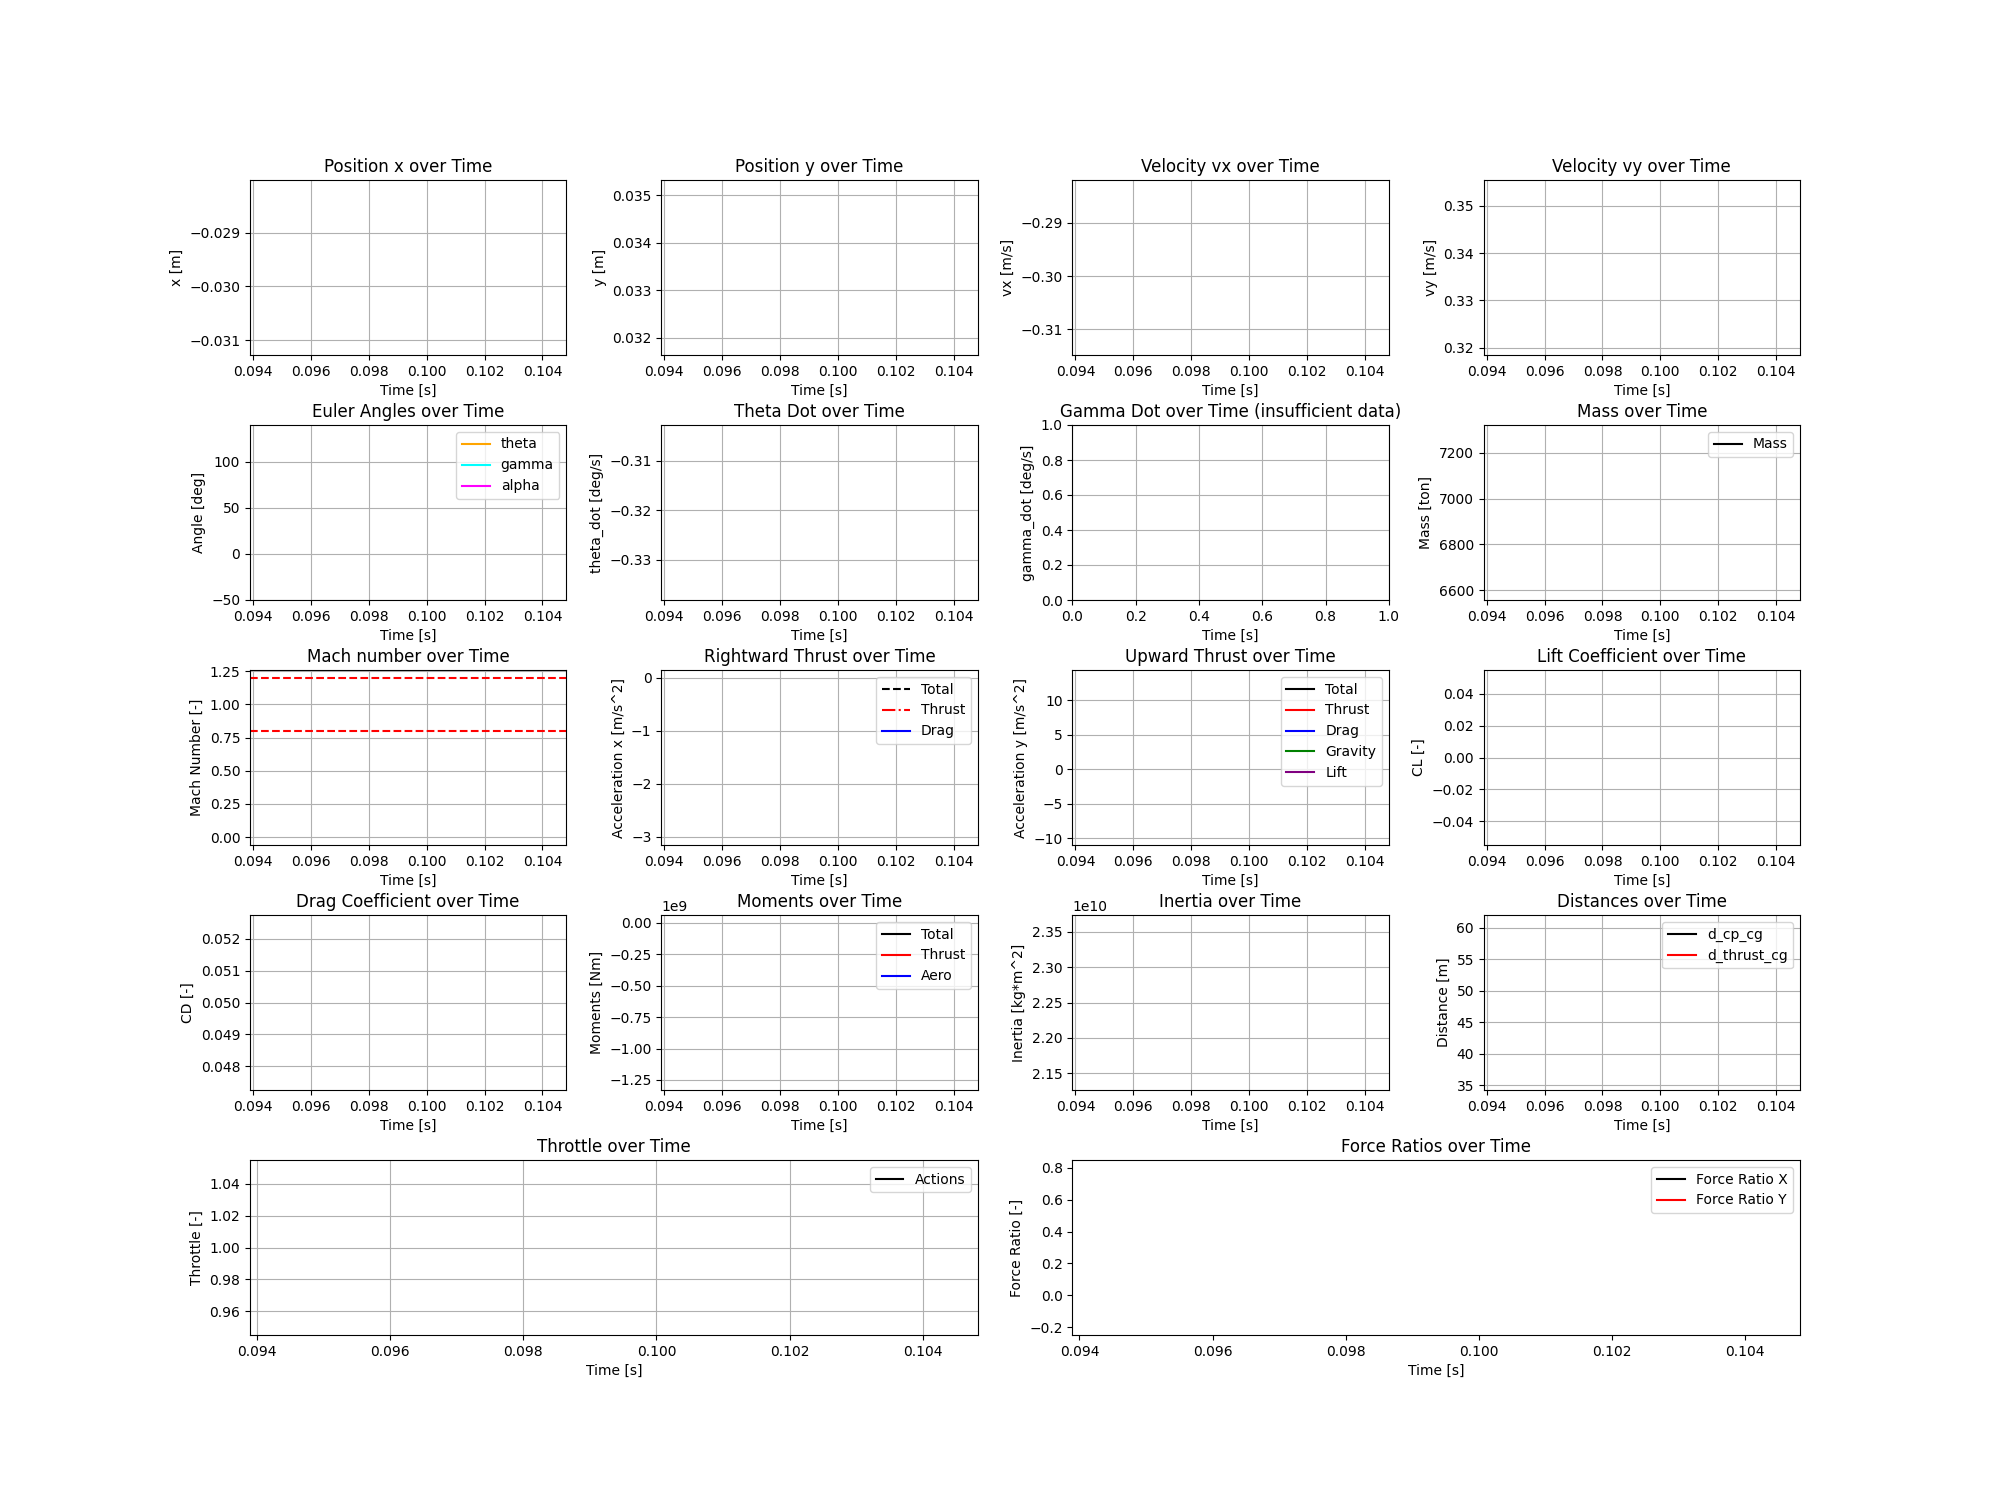 Position x over Time
x [m]
−0.029
−0.030
−0.031
0.094 0.096 0.098 0.100 0.102 0.104
Time [s]
Position y over Time
y [m]
0.035
0.034
0.033
0.032
0.094 0.096 0.098 0.100 0.102 0.104
Time [s]
Velocity vx over Time
vx [m/s]
−0.29
−0.30
−0.31
0.094 0.096 0.098 0.100 0.102 0.104
Time [s]
Velocity vy over Time
vy [m/s]
0.35
0.34
0.33
0.32
0.094 0.096 0.098 0.100 0.102 0.104
Time [s]
Euler Angles over Time
Angle [deg]
100
50
0
−50
theta
gamma
alpha
0.094 0.096 0.098 0.100 0.102 0.104
Time [s]
Theta Dot over Time
theta_dot [deg/s]
−0.31
−0.32
−0.33
0.094 0.096 0.098 0.100 0.102 0.104
Time [s]
Gamma Dot over Time (insufficient data)
gamma_dot [deg/s]
1.0
0.8
0.6
0.4
0.2
0.0
0.0 0.2 0.4 0.6 0.8 1.0
Time [s]
Mass over Time
Mass [ton]
7200
7000
6800
6600
Mass
0.094 0.096 0.098 0.100 0.102 0.104
Time [s]
Mach number over Time
Mach Number [-]
1.25
1.00
0.75
0.50
0.25
0.00
0.094 0.096 0.098 0.100 0.102 0.104
Time [s]
Rightward Thrust over Time
Acceleration x [m/s^2]
0
−1
−2
−3
Total
Thrust
Drag
0.094 0.096 0.098 0.100 0.102 0.104
Time [s]
Upward Thrust over Time
Acceleration y [m/s^2]
10
5
0
−5
−10
Total
Thrust
Drag
Gravity
Lift
0.094 0.096 0.098 0.100 0.102 0.104
Time [s]
Lift Coefficient over Time
CL [-]
0.04
0.02
0.00
−0.02
−0.04
0.094 0.096 0.098 0.100 0.102 0.104
Time [s]
Drag Coefficient over Time
CD [-]
0.052
0.051
0.050
0.049
0.048
0.094 0.096 0.098 0.100 0.102 0.104
Time [s]
Moments over Time
1e9
Moments [Nm]
0.00
−0.25
−0.50
−0.75
−1.00
−1.25
Total
Thrust
Aero
0.094 0.096 0.098 0.100 0.102 0.104
Time [s]
Inertia over Time
1e10
Inertia [kg*m^2]
2.35
2.30
2.25
2.20
2.15
0.094 0.096 0.098 0.100 0.102 0.104
Time [s]
Distances over Time
Distance [m]
60
55
50
45
40
35
d_cp_cg
d_thrust_cg
0.094 0.096 0.098 0.100 0.102 0.104
Time [s]
Throttle over Time
Throttle [-]
1.04
1.02
1.00
0.98
0.96
Actions
0.094 0.096 0.098 0.100 0.102 0.104
Time [s]
Force Ratios over Time
Force Ratio [-]
0.8
0.6
0.4
0.2
0.0
−0.2
Force Ratio X
Force Ratio Y
0.094 0.096 0.098 0.100 0.102 0.104
Time [s]